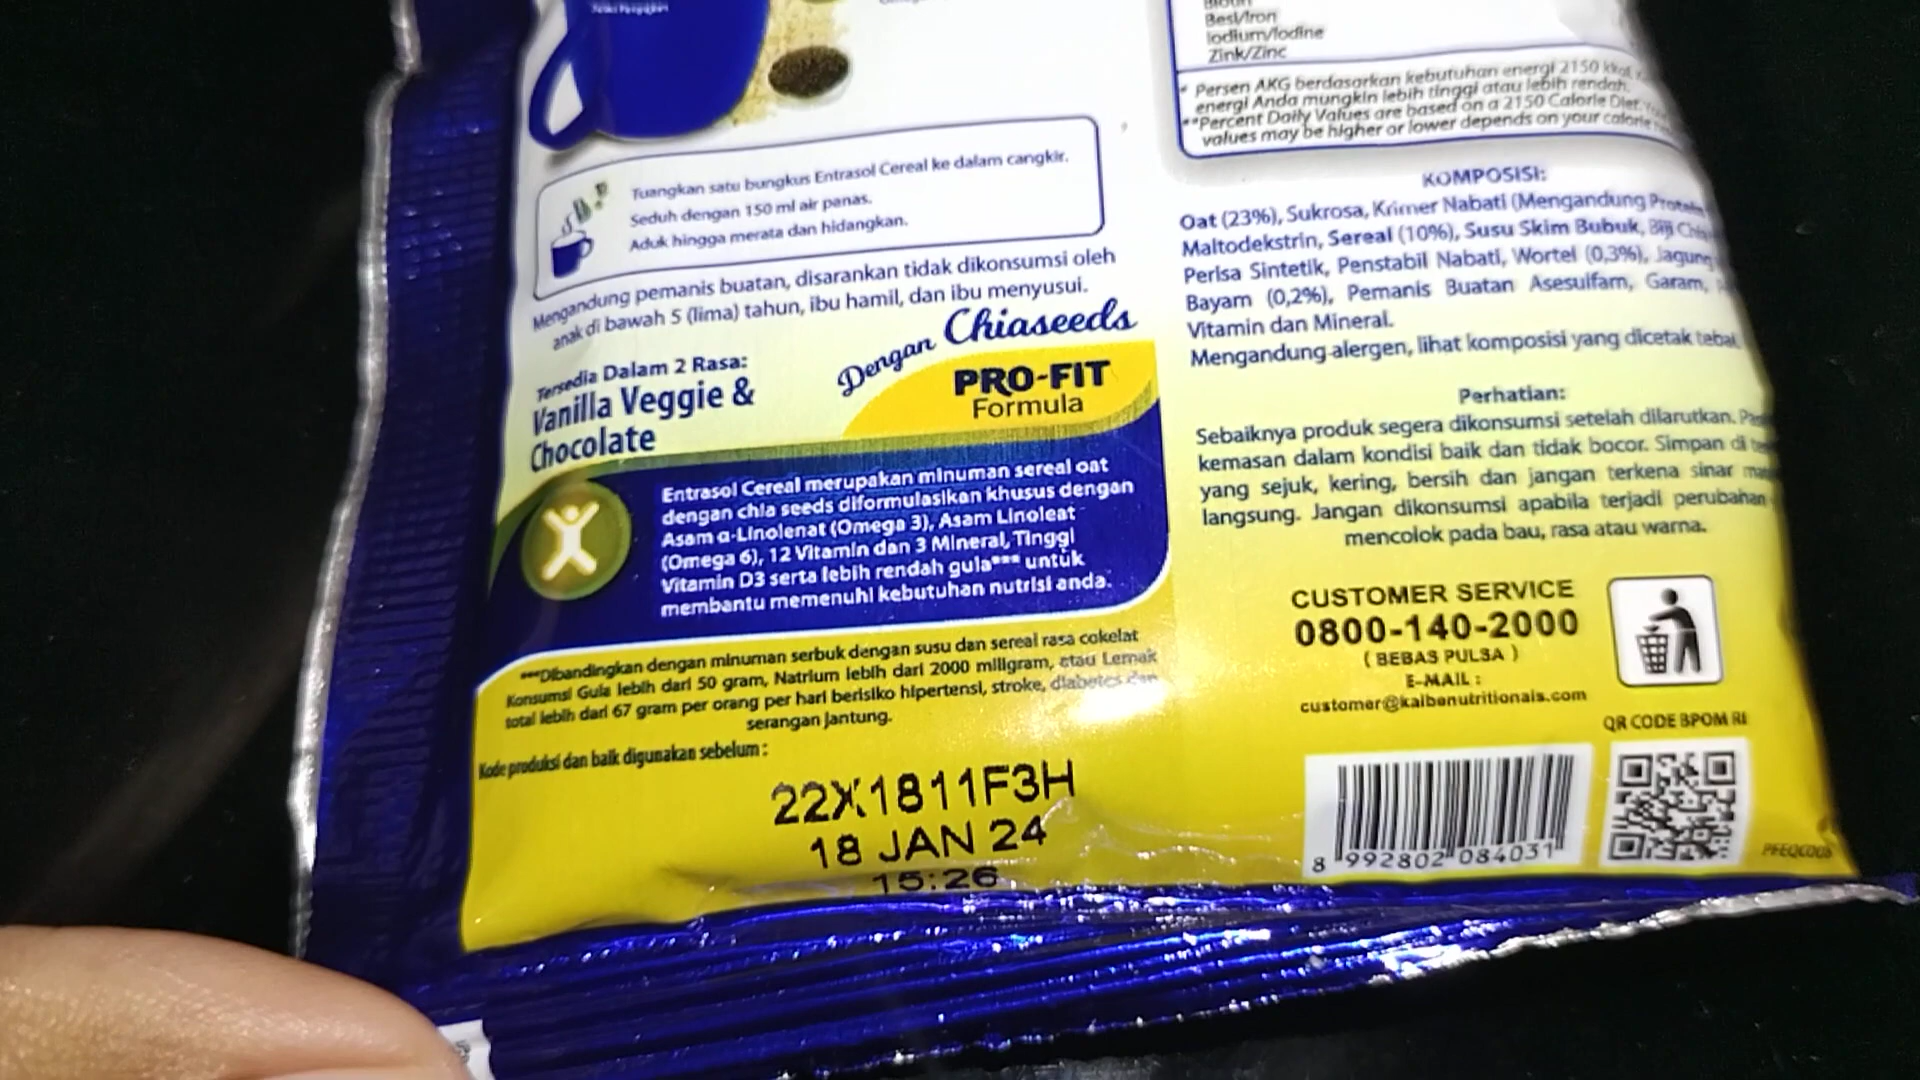 Besi/Iron
Iodium/Iodine
Zink/Zinc
* Persen AKG berdasarkan kebutuhan energi 2150 kkal,
energi Anda mungkin lebih tinggi atau lebih rendah.
**Percent Daily Values are based on a 2150 Calorie Diet.
values may be higher or lower depends on your calorie
Tuangkan satu bungkus Entrasol Cereal ke dalam cangkir.
Seduh dengan 150 ml air panas.
Aduk hingga merata dan hidangkan.
Mengandung pemanis buatan, disarankan tidak dikonsumsi oleh
anak di bawah 5 (lima) tahun, ibu hamil, dan ibu menyusui.
Dengan Chiaseeds
PRO-FIT
Formula
Tersedia Dalam 2 Rasa:
Vanilla Veggie &
Chocolate
Entrasol Cereal merupakan minuman sereal oat
dengan chia seeds diformulasikan khusus dengan
Asam α-Linolenat (Omega 3), Asam Linoleat
(Omega 6), 12 Vitamin dan 3 Mineral, Tinggi
Vitamin D3 serta lebih rendah gula*** untuk
membantu memenuhi kebutuhan nutrisi anda.
***Dibandingkan dengan minuman serbuk dengan susu dan sereal rasa cokelat
Konsumsi Gula lebih dari 50 gram, Natrium lebih dari 2000 miligram, atau Lemak
total lebih dari 67 gram per orang per hari berisiko hipertensi, stroke, diabetes dan
serangan jantung.
Kode produksi dan baik digunakan sebelum :
22X1811F3H
18 JAN 24
15:26
KOMPOSISI:
Oat (23%), Sukrosa, Krimer Nabati (Mengandung Protein
Maltodekstrin, Sereal (10%), Susu Skim Bubuk, Biji Chia
Perisa Sintetik, Penstabil Nabati, Wortel (0,3%), Jagung
Bayam (0,2%), Pemanis Buatan Asesulfam, Garam,
Vitamin dan Mineral.
Mengandung alergen, lihat komposisi yang dicetak tebal.
Perhatian:
Sebaiknya produk segera dikonsumsi setelah dilarutkan.
kemasan dalam kondisi baik dan tidak bocor. Simpan di
yang sejuk, kering, bersih dan jangan terkena sinar
langsung. Jangan dikonsumsi apabila terjadi perubahan
mencolok pada bau, rasa atau warna.
CUSTOMER SERVICE
0800-140-2000
( BEBAS PULSA )
E-MAIL :
customer@kalbenutritionals.com
QR CODE BPOM RI
8 992802 084031